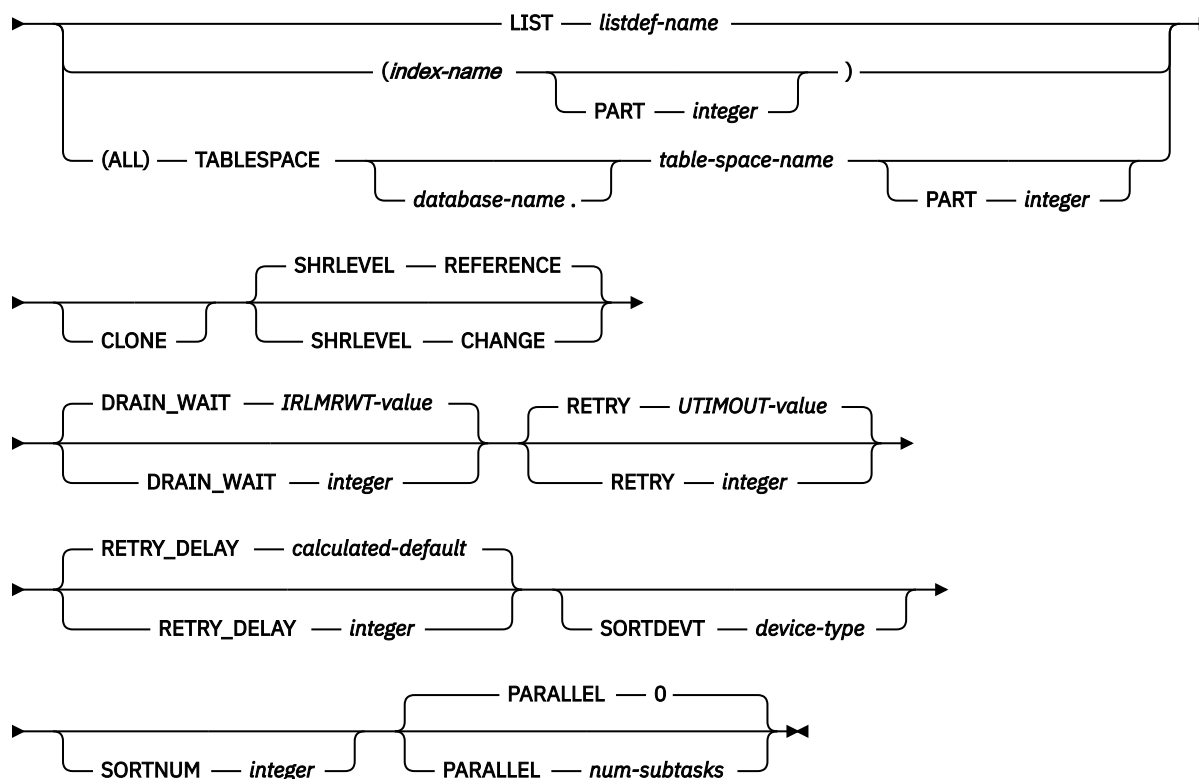 LIST listdef-name
(index-name )
PART integer
(ALL) TABLESPACE table-space-name
database-name . PART integer
SHRLEVEL REFERENCE
CLONE SHRLEVEL CHANGE
DRAIN_WAIT IRLMRWT-value RETRY UTIMOUT-value
DRAIN_WAIT integer RETRY integer
RETRY_DELAY calculated-default
RETRY_DELAY integer SORTDEVT device-type
PARALLEL 0
SORTNUM integer PARALLEL num-subtasks